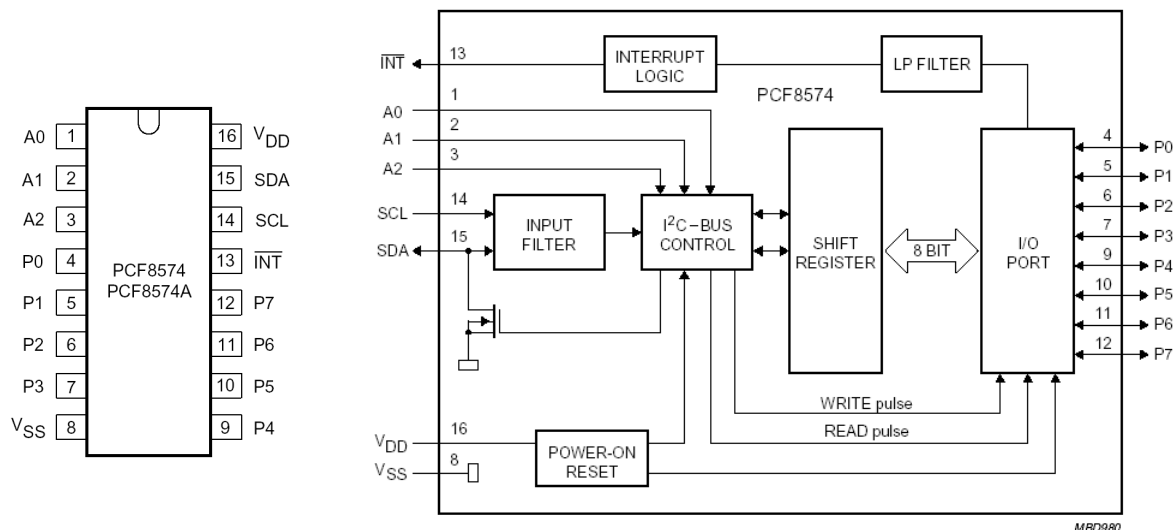 A0 1
A1 2
A2 3
P0 4
P1 5
P2 6
P3 7
VSS 8
PCF8574
PCF8574A
16 VDD
15 SDA
14 SCL
13 INT
12 P7
11 P6
10 P5
9 P4
INT 13
INTERRUPT
LOGIC
LP FILTER
PCF8574
A0 1
A1 2
A2 3
SCL 14
SDA 15
INPUT
FILTER
I2C-BUS
CONTROL
SHIFT
REGISTER
8 BIT
I/O
PORT
4 P0
5 P1
6 P2
7 P3
9 P4
10 P5
11 P6
12 P7
WRITE pulse
READ pulse
VDD 16
VSS 8
POWER-ON
RESET
MBD980